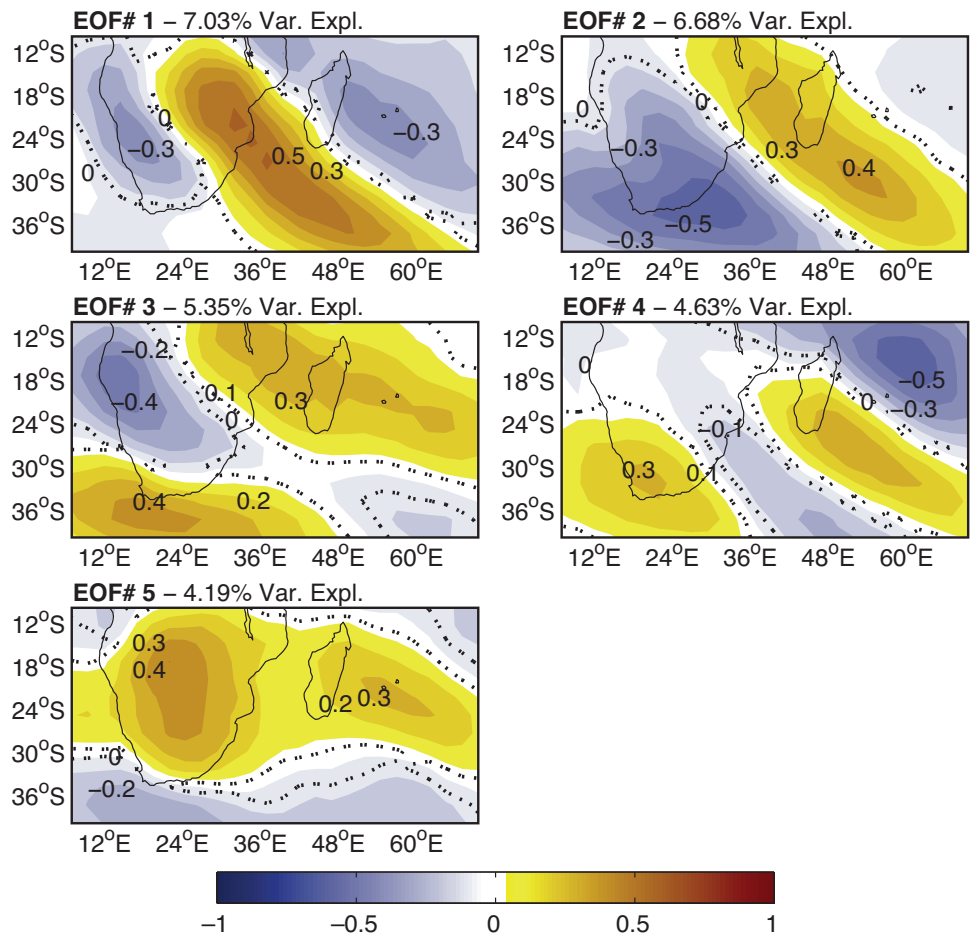 EOF# 1 – 7.03% Var. Expl.
EOF# 2 – 6.68% Var. Expl.
12°S
18°S
24°S
30°S
36°S
0
−0.3
0
0.5
0.3
−0.3
12°E 24°E 36°E 48°E 60°E
12°S
18°S
24°S
30°S
36°S
0
0
−0.3
0.3
0.4
−0.5
−0.3
12°E 24°E 36°E 48°E 60°E
EOF# 3 – 5.35% Var. Expl.
EOF# 4 – 4.63% Var. Expl.
12°S
18°S
24°S
30°S
36°S
−0.2
−0.4
0.1
0
0.3
0.4
0.2
12°E 24°E 36°E 48°E 60°E
12°S
18°S
24°S
30°S
36°S
0
−0.5
0
−0.3
−0.1
0.3
0.1
12°E 24°E 36°E 48°E 60°E
EOF# 5 – 4.19% Var. Expl.
12°S
18°S
24°S
30°S
36°S
0.3
0.4
0.2
0.3
0
−0.2
12°E 24°E 36°E 48°E 60°E
−1 −0.5 0 0.5 1